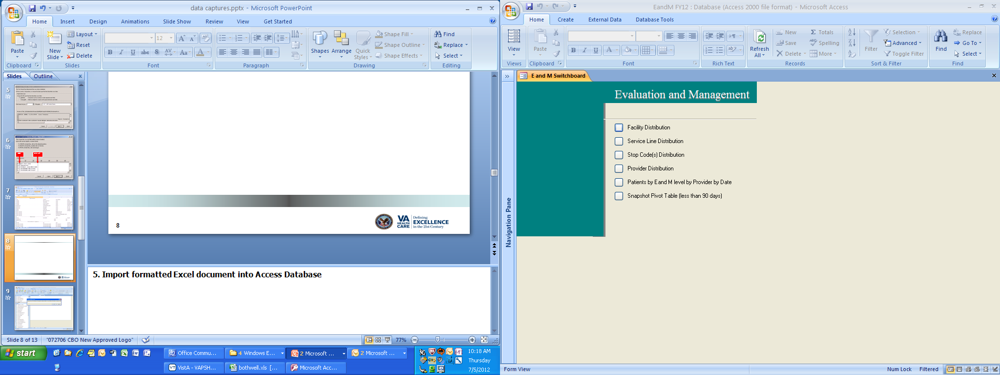 data captures.pptx - Microsoft PowerPoint
Home Insert Design Animations Slide Show Review View Get Started
Paste
Clipboard
New Slide
Layout
Reset
Delete
Slides
12
B I U abc S AV Aa A
Font
Paragraph
Shapes Arrange Quick Styles
Shape Fill
Shape Outline
Shape Effects
Drawing
Find
Replace
Select
Editing
Slides Outline
5
6
7
8
9
8
VA HEALTH CARE
Defining EXCELLENCE in the 21st Century
5. Import formatted Excel document into Access Database
Slide 8 of 13 "072706 CBO New Approved Logo" 77%
start
Office Commu... 4 Windows E... 2 Microsoft ... 2 Microsoft ...
VistA - VAPSH... bothwell.xls [... Microsoft Acc...
10:18 AM
Thursday
7/5/2012
EandM FY12 : Database (Access 2000 file format) - Microsoft Access
Home Create External Data Database Tools
View
Views
Paste
Clipboard
B I U A
Font
Rich Text
Refresh All
New
Save
Delete
Totals
Spelling
More
Records
Filter
Selection
Advanced
Toggle Filter
Sort & Filter
Find
Replace
Go To
Select
Find
E and M Switchboard
Navigation Pane
Evaluation and Management
Facility Distribution
Service Line Distribution
Stop Code(s) Distribution
Provider Distribution
Patients by Eand M level by Provider by Date
Snapshot Pivot Table (less than 90 days)
Form View Num Lock Filtered